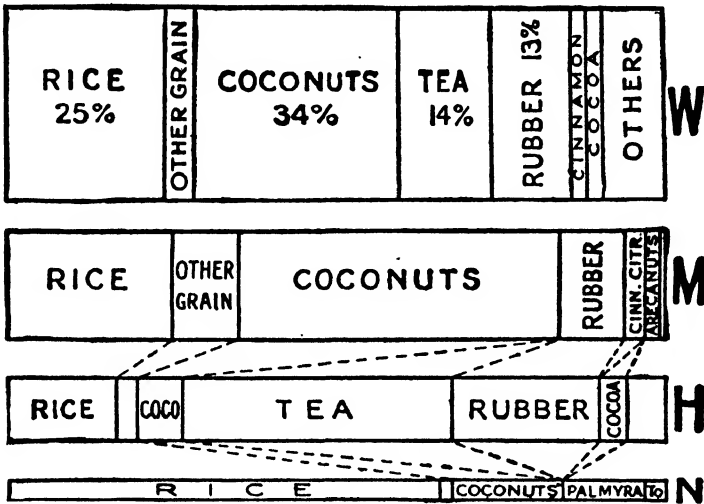 RICE
25%
OTHER GRAIN
COCONUTS
34%
TEA
14%
RUBBER 13%
CINNAMON
COCOA
OTHERS
W
RICE
OTHER
GRAIN
COCONUTS
RUBBER
CINN. CITR.
ARECANUTS
M
RICE
COCO
TEA
RUBBER
COCOA
H
RICE
COCONUTS
PALMYRA
TO
N